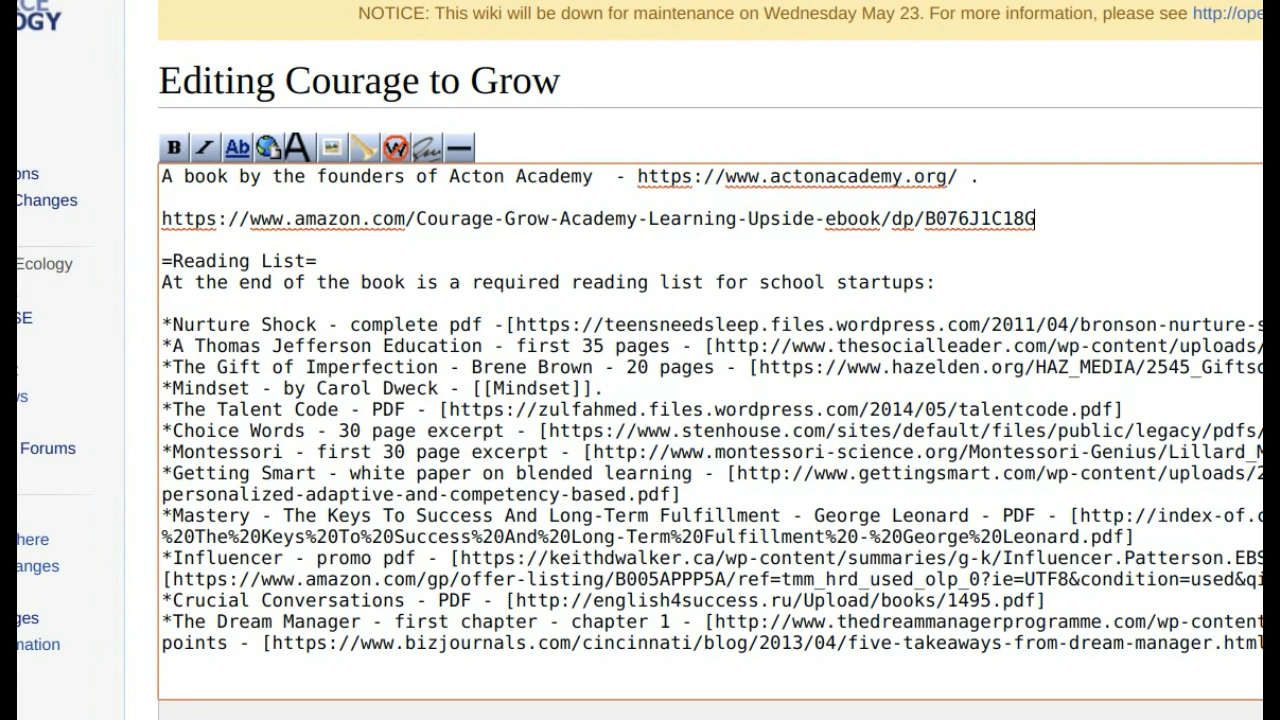 OGY
NOTICE: This wiki will be down for maintenance on Wednesday May 23. For more information, please see http://ope
Editing Courage to Grow
B I Ab A W
ons
Changes
Ecology
SE
s
Forums
here
anges
ges
mation
A book by the founders of Acton Academy  - https://www.actonacademy.org/ .
https://www.amazon.com/Courage-Grow-Academy-Learning-Upside-ebook/dp/B076J1C18G
=Reading List=
At the end of the book is a required reading list for school startups:
*Nurture Shock - complete pdf -[https://teensneedsleep.files.wordpress.com/2011/04/bronson-nurture-s
*A Thomas Jefferson Education - first 35 pages - [http://www.thesocialleader.com/wp-content/uploads/
*The Gift of Imperfection - Brene Brown - 20 pages - [https://www.hazelden.org/HAZ_MEDIA/2545_Giftso
*Mindset - by Carol Dweck - [[Mindset]].
*The Talent Code - PDF - [https://zulfahmed.files.wordpress.com/2014/05/talentcode.pdf]
*Choice Words - 30 page excerpt - [https://www.stenhouse.com/sites/default/files/public/legacy/pdfs/
*Montessori - first 30 page excerpt - [http://www.montessori-science.org/Montessori-Genius/Lillard_M
*Getting Smart - white paper on blended learning - [http://www.gettingsmart.com/wp-content/uploads/2
personalized-adaptive-and-competency-based.pdf]
*Mastery - The Keys To Success And Long-Term Fulfillment - George Leonard - PDF - [http://index-of.c
%20The%20Keys%20To%20Success%20And%20Long-Term%20Fulfillment%20-%20George%20Leonard.pdf]
*Influencer - promo pdf - [https://keithdwalker.ca/wp-content/summaries/g-k/Influencer.Patterson.EBS
[https://www.amazon.com/gp/offer-listing/B005APPP5A/ref=tmm_hrd_used_olp_0?ie=UTF8&condition=used&qi
*Crucial Conversations - PDF - [http://english4success.ru/Upload/books/1495.pdf]
*The Dream Manager - first chapter - chapter 1 - [http://www.thedreammanagerprogramme.com/wp-content
points - [https://www.bizjournals.com/cincinnati/blog/2013/04/five-takeaways-from-dream-manager.html